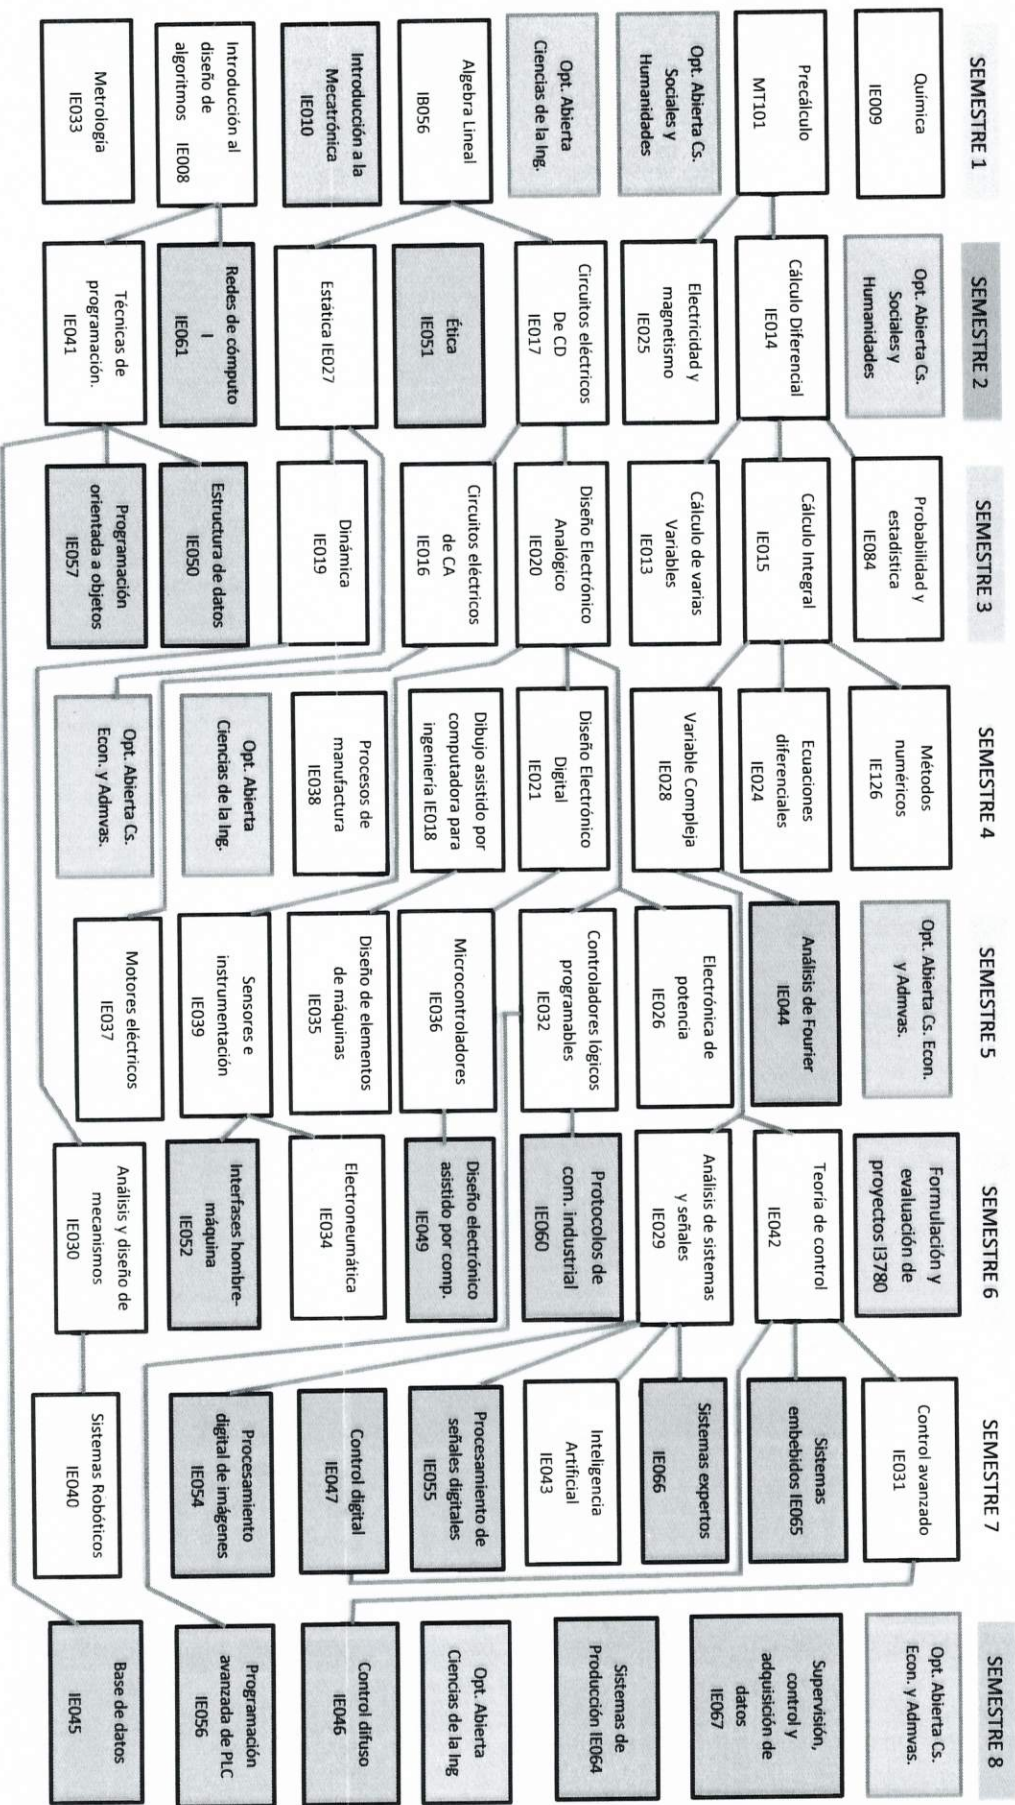 SEMESTRE 1
Química
IE009
Precálculo
MT101
Opt. Abierta Cs.
Sociales y
Humanidades
Opt. Abierta
Ciencias de la Ing.
Algebra Lineal
IB056
Introducción a la
Mecatrónica
IE010
Introducción al
diseño de
algoritmos IE008
Metrologia
IE033
SEMESTRE 2
Opt. Abierta Cs.
Sociales y
Humanidades
Cálculo Diferencial
IE014
Electricidad y
magnetismo
IE025
Circuitos eléctricos
De CD
IE017
Ética
IE051
Estática IE027
Redes de cómputo
I
IE061
Técnicas de
programación.
IE041
SEMESTRE 3
Probabilidad y
estadistica
IE084
Cálculo Integral
IE015
Cálculo de varias
Variables
IE013
Diseño Electrónico
Analógico
IE020
Circuitos eléctricos
de CA
IE016
Dinámica
IE019
Estructura de datos
IE050
Programación
orientada a objetos
IE057
SEMESTRE 4
Métodos
numéricos
IE126
Ecuaciones
diferenciales
IE024
Variable Compleja
IE028
Diseño Electrónico
Digital
IE021
Dibujo asistido por
computadora para
ingeniería IE018
Procesos de
manufactura
IE038
Opt. Abierta
Ciencias de la Ing.
Opt. Abierta Cs.
Econ. y Admvas.
SEMESTRE 5
Opt. Abierta Cs. Econ.
y Admvas.
Análisis de Fourier
IE044
Electrónica de
potencia
IE026
Controladores lógicos
programables
IE032
Microcontroladores
IE036
Diseño de elementos
de máquinas
IE035
Sensores e
instrumentación
IE039
Motores eléctricos
IE037
SEMESTRE 6
Formulación y
evaluación de
proyectos I3780
Teoría de control
IE042
Análisis de sistemas
y señales
IE029
Protocolos de
com. industrial
IE060
Diseño electrónico
asistido por comp.
IE049
Electroneumática
IE034
Interfases hombre-
máquina
IE052
Análisis y diseño de
mecanismos
IE030
SEMESTRE 7
Control avanzado
IE031
Sistemas
embebidos IE065
Sistemas expertos
IE066
Inteligencia
Artificial
IE043
Procesamiento de
señales digitales
IE055
Control digital
IE047
Procesamiento
digital de imágenes
IE054
Sistemas Robóticos
IE040
SEMESTRE 8
Opt. Abierta Cs.
Econ. y Admvas.
Supervisión,
control y
adquisición de
datos
IE067
Sistemas de
Producción IE064
Opt. Abierta
Ciencias de la Ing
Control difuso
IE046
Programación
avanzada de PLC
IE056
Base de datos
IE045